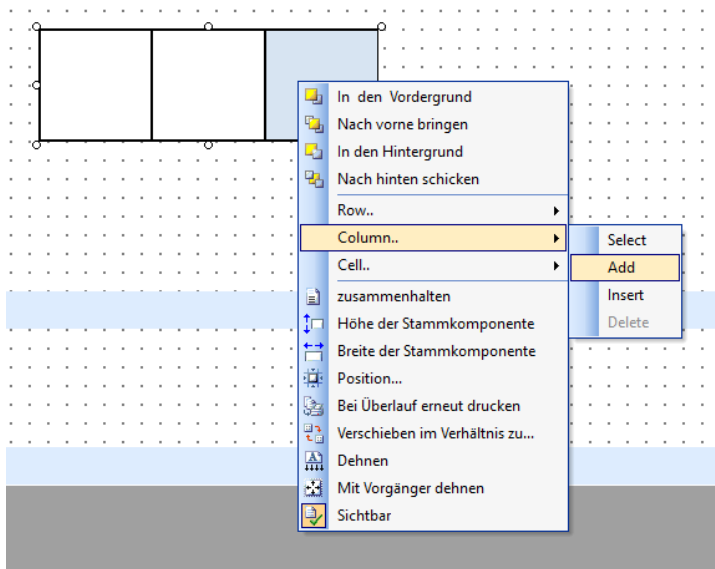 In den Vordergrund
Nach vorne bringen
In den Hintergrund
Nach hinten schicken
Row..
Column..
Cell..
zusammenhalten
Höhe der Stammkomponente
Breite der Stammkomponente
Position...
Bei Überlauf erneut drucken
Verschieben im Verhältnis zu...
Dehnen
Mit Vorgänger dehnen
Sichtbar
Select
Add
Insert
Delete